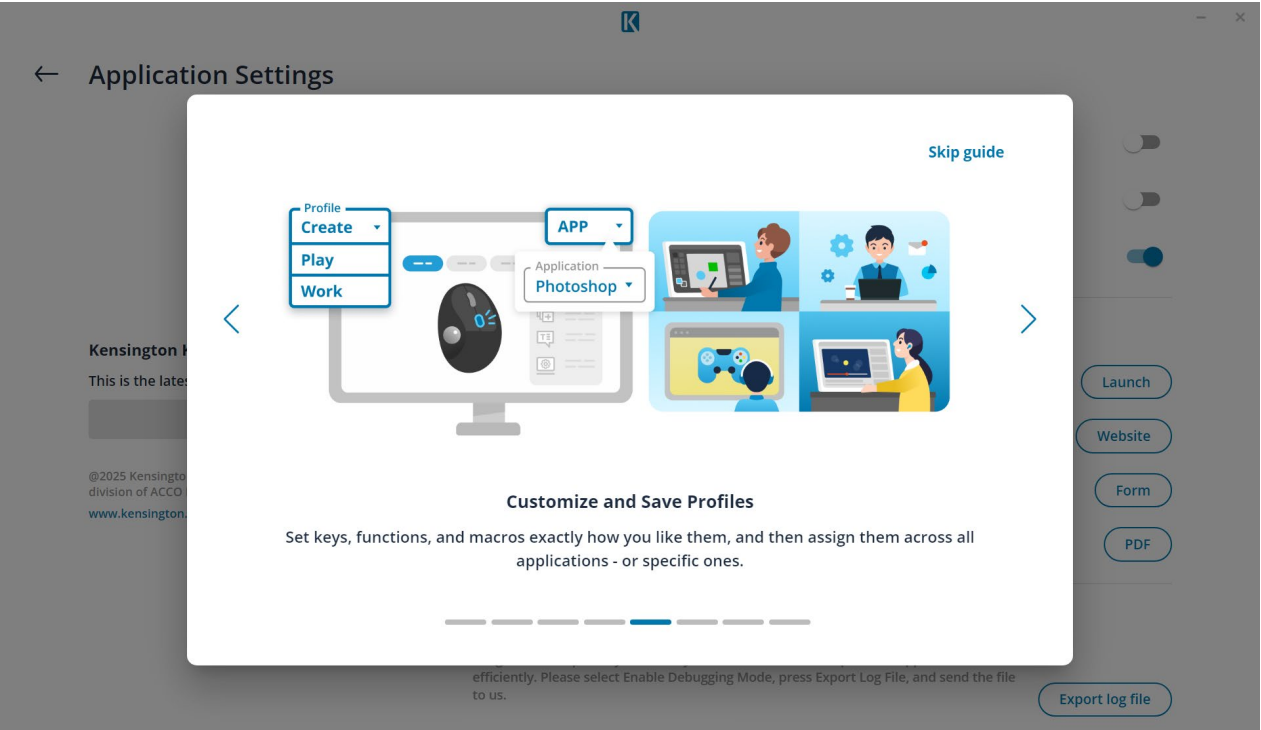 K
Application Settings
Skip guide
Profile
Create
Play
Work
APP
Application
Photoshop
Kensington
This is the
Launch
Website
@2025
division of ACCO
Form
www.kensington.
PDF
Customize and Save Profiles
Set keys, functions, and macros exactly how you like them, and then assign them across all
applications - or specific ones.
efficiently. Please select Enable Debugging Mode, press Export Log File, and send the file
to us.
Export log file